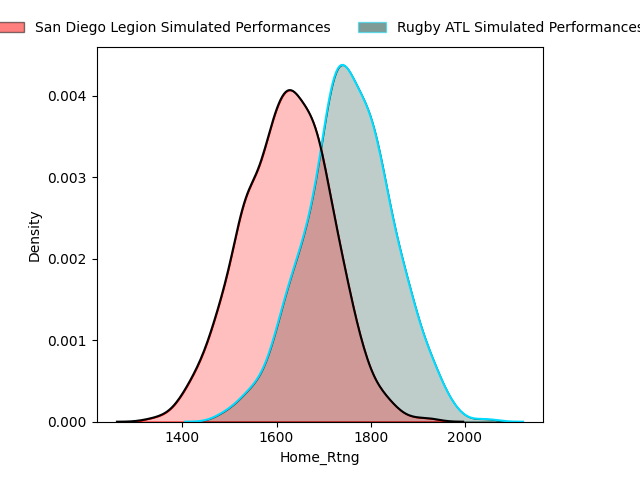 San Diego Legion Simulated Performances
Rugby ATL Simulated Performances
0.004
0.003
0.002
0.001
0.000
Density
1400 1600 1800 2000
Home_Rtng